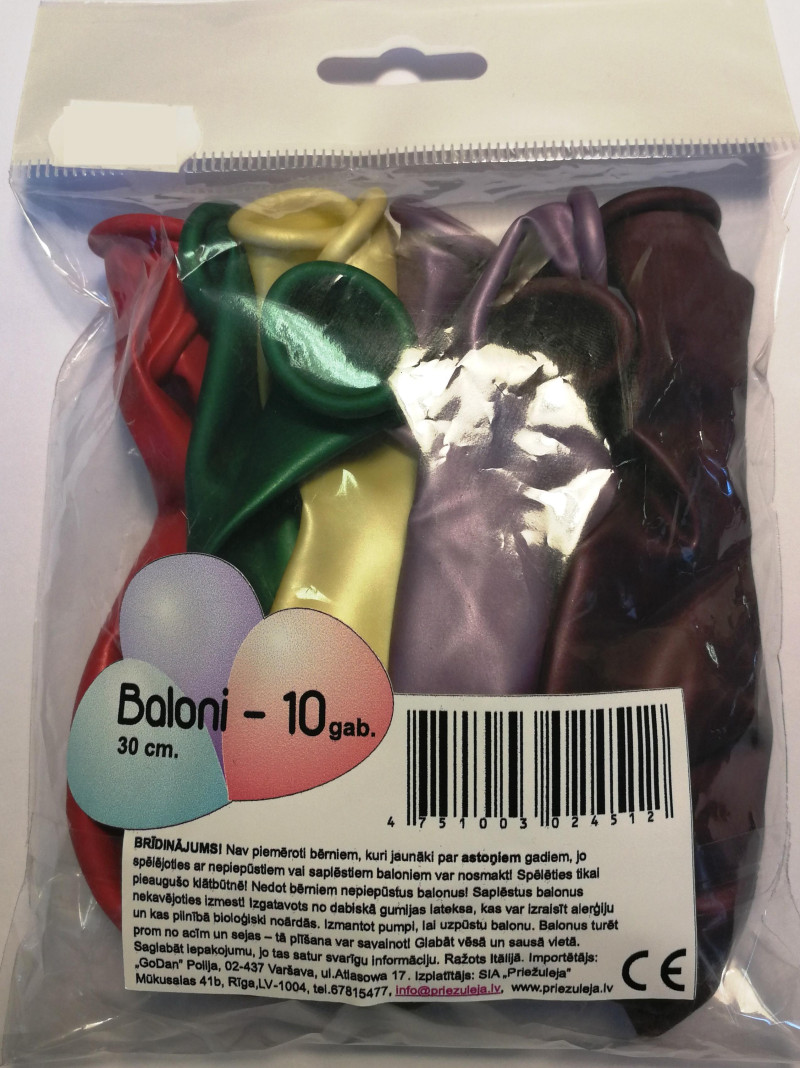 Baloni - 10 gab.
30 cm.
4 751003 024512
BRĪDINĀJUMS! Nav piemēroti bērniem, kuri jaunāki par astoņiem gadiem, jo
spēlējoties ar nepiepūstiem vai saplēstiem baloniem var nosmakt! Spēlēties tikai
pieaugušo klātbūtnē! Nedot bērniem nepiepūstus balonus! Saplēstus balonus
nekavējoties izmest! Izgatavots no dabiskā gumijas lateksa, kas var izraisīt alerģiju
un kas pilnībā bioloģiski noārdās. Izmantot pumpi, lai uzpūstu balonu. Balonus turēt
prom no acīm un sejas – tā plīšana var savainot! Glabāt vēsā un sausā vietā.
Saglabāt iepakojumu, jo tas satur svarīgu informāciju. Ražots Itālijā. Importētājs:
„GoDan" Polija, 02-437 Varšava, ul.Atlasowa 17. Izplatītājs: SIA „Priežuleja"
Mūkusalas 41b, Rīga,LV-1004, tel.67815477, info@priezuleja.lv, www.priezuleja.lv
CE